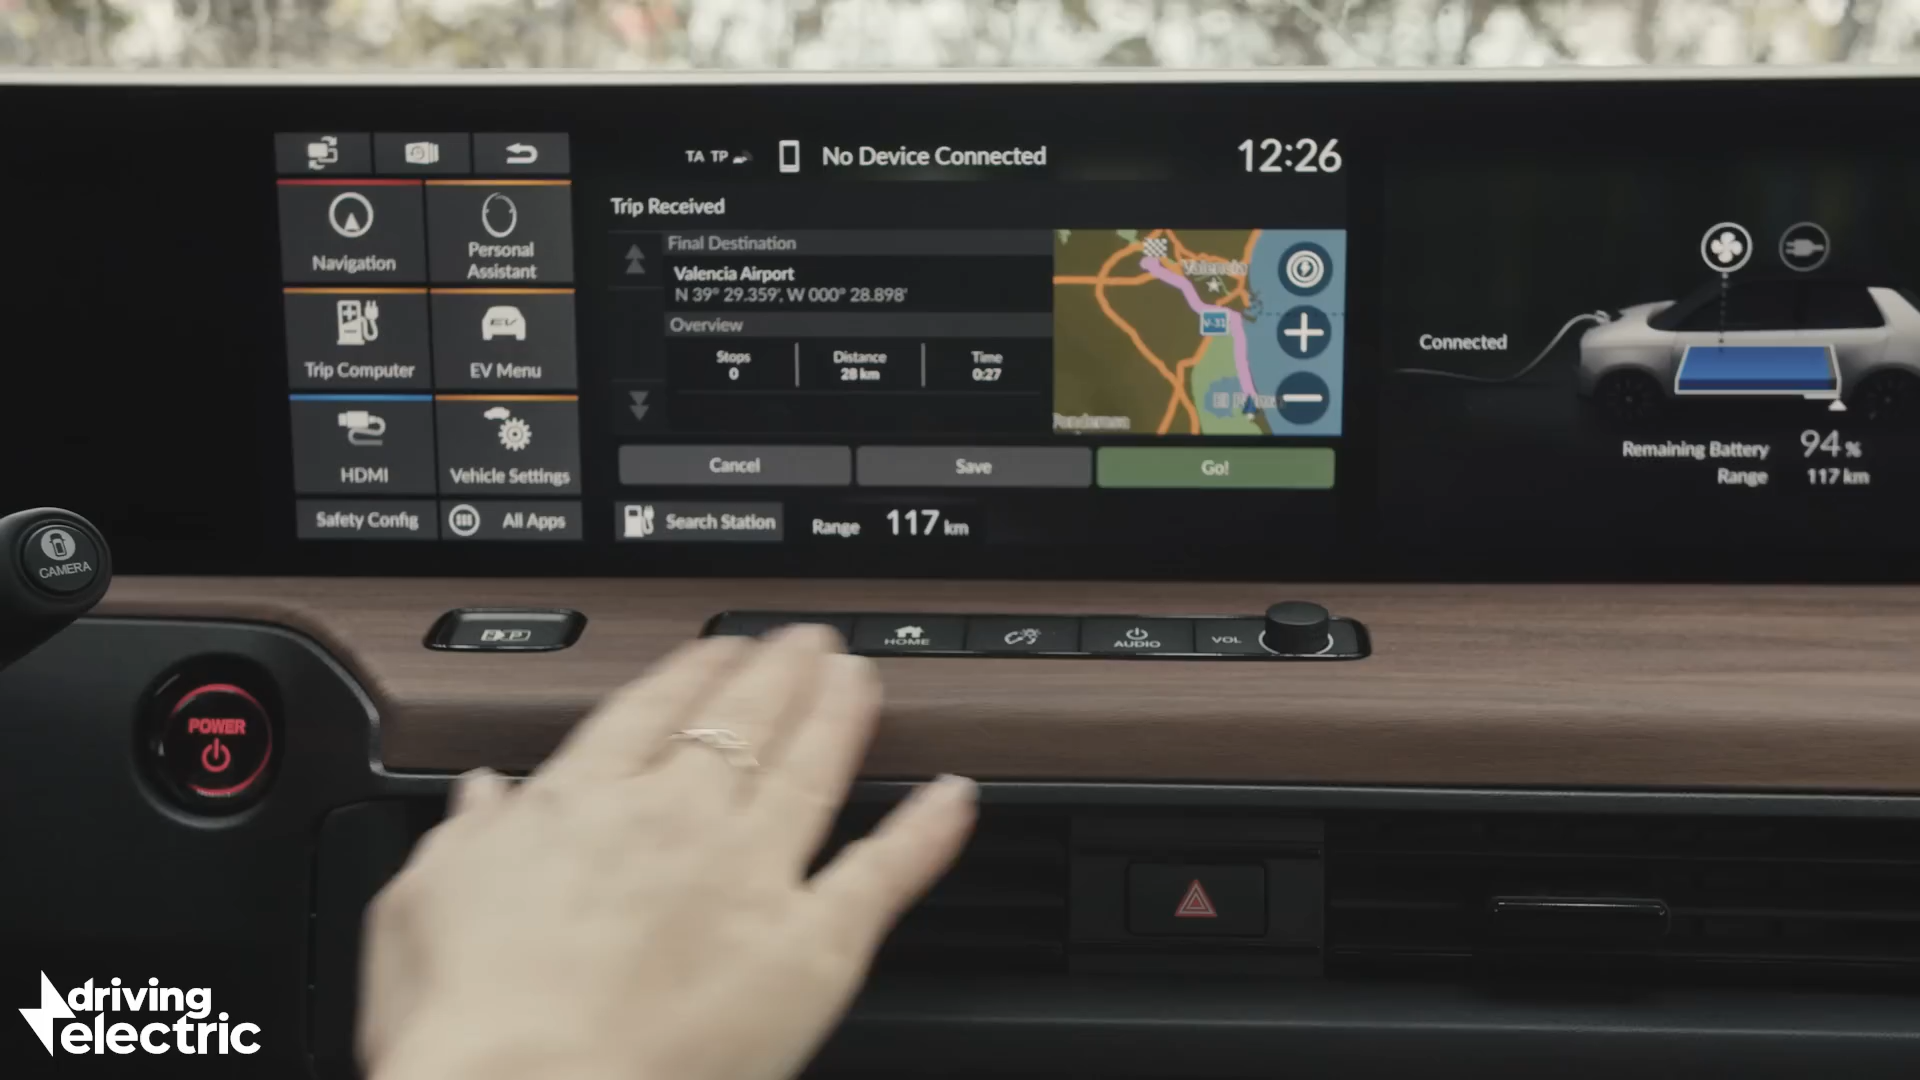 TA TP
No Device Connected
12:26
Trip Received
Navigation
Personal
Assistant
Trip Computer
EV Menu
HDMI
Vehicle Settings
Safety Config
All Apps
Final Destination
Valencia Airport
N 39° 29.359', W 000° 28.898'
Overview
Stops
0
Distance
28 km
Time
0:27
Valencia
V-31
Cancel
Save
Go!
Search Station
Range 117 km
Connected
Remaining Battery 94 %
Range 117 km
CAMERA
P
HOME
AUDIO
VOL
POWER
driving
electric